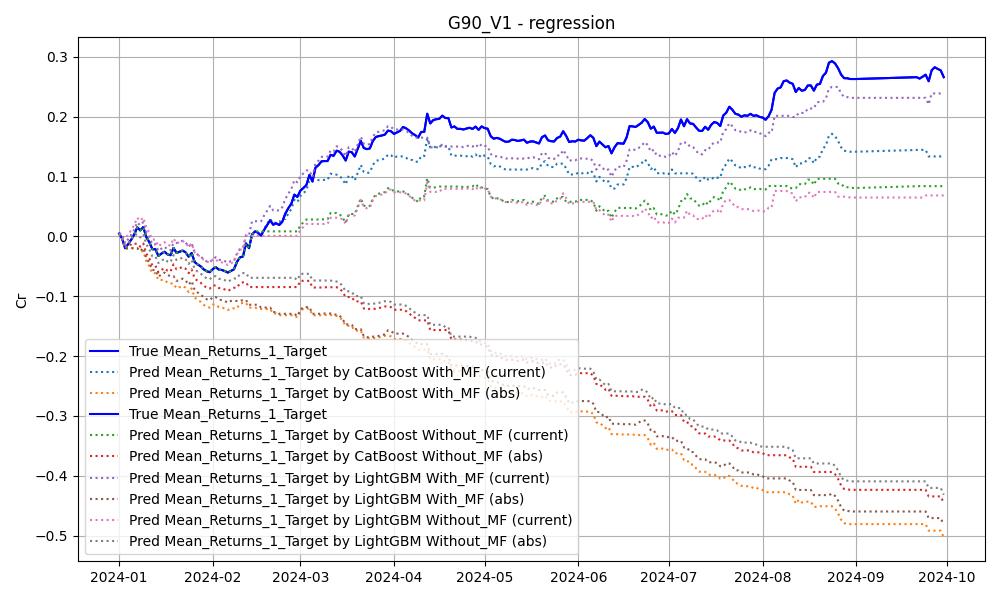 G90_V1 - regression
Cr
0.3
0.2
0.1
0.0
−0.1
−0.2
−0.3
−0.4
−0.5
True Mean_Returns_1_Target
Pred Mean_Returns_1_Target by CatBoost With_MF (current)
Pred Mean_Returns_1_Target by CatBoost With_MF (abs)
True Mean_Returns_1_Target
Pred Mean_Returns_1_Target by CatBoost Without_MF (current)
Pred Mean_Returns_1_Target by CatBoost Without_MF (abs)
Pred Mean_Returns_1_Target by LightGBM With_MF (current)
Pred Mean_Returns_1_Target by LightGBM With_MF (abs)
Pred Mean_Returns_1_Target by LightGBM Without_MF (current)
Pred Mean_Returns_1_Target by LightGBM Without_MF (abs)
2024-01 2024-02 2024-03 2024-04 2024-05 2024-06 2024-07 2024-08 2024-09 2024-10